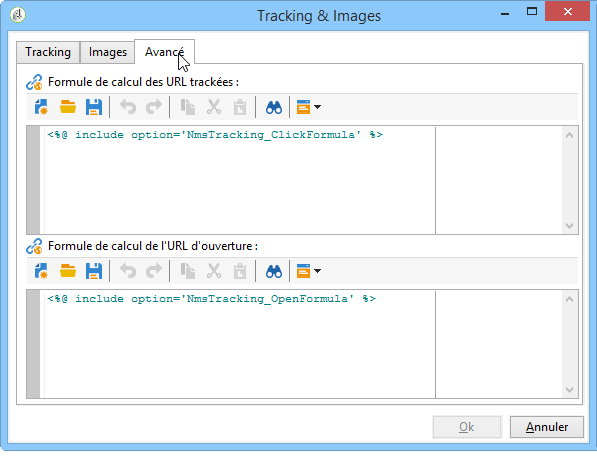 Tracking & Images
Tracking Images Avancé
Formule de calcul des URL trackées :
<%@ include option='NmsTracking_ClickFormula' %>
Formule de calcul de l'URL d'ouverture :
<%@ include option='NmsTracking_OpenFormula' %>
Ok Annuler